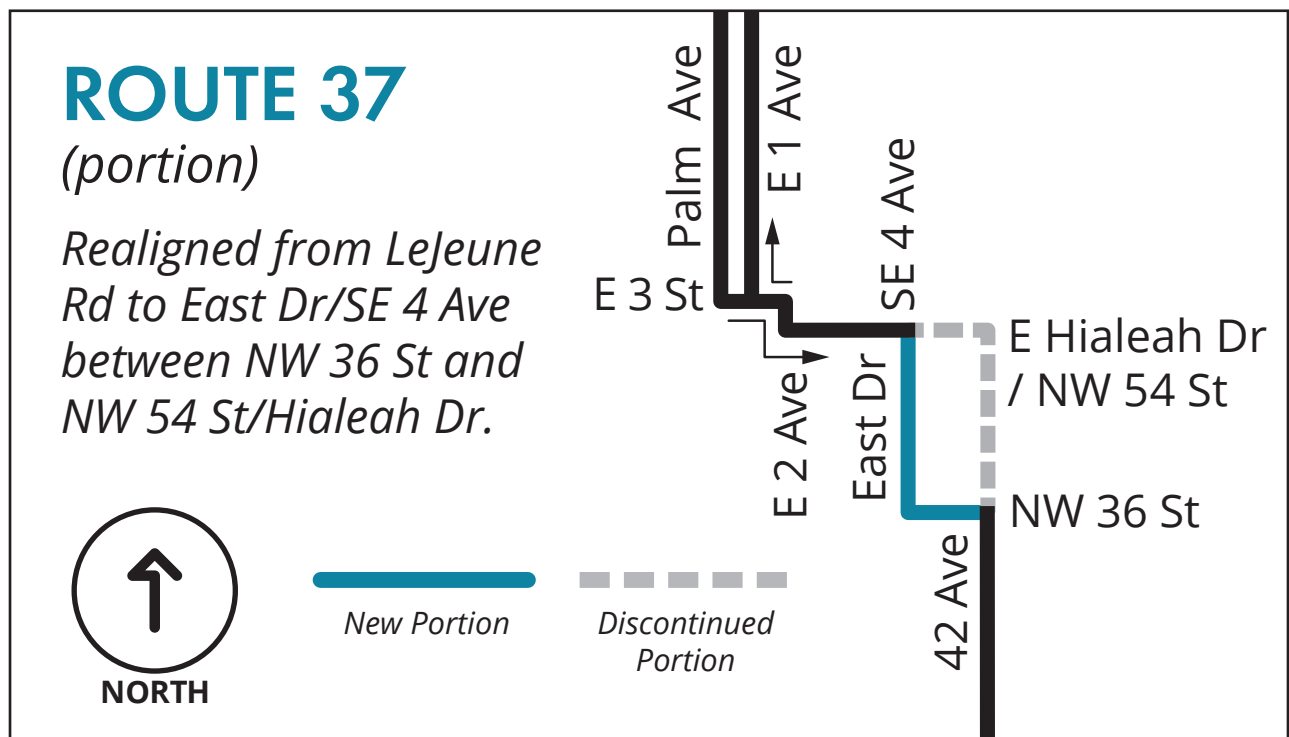 ROUTE 37
(portion)
Realigned from LeJeune
Rd to East Dr/SE 4 Ave
between NW 36 St and
NW 54 St/Hialeah Dr.
NORTH
New Portion
Discontinued
Portion
Palm Ave
E 1 Ave
E 3 St
SE 4 Ave
E Hialeah Dr
/ NW 54 St
E 2 Ave
East Dr
NW 36 St
42 Ave